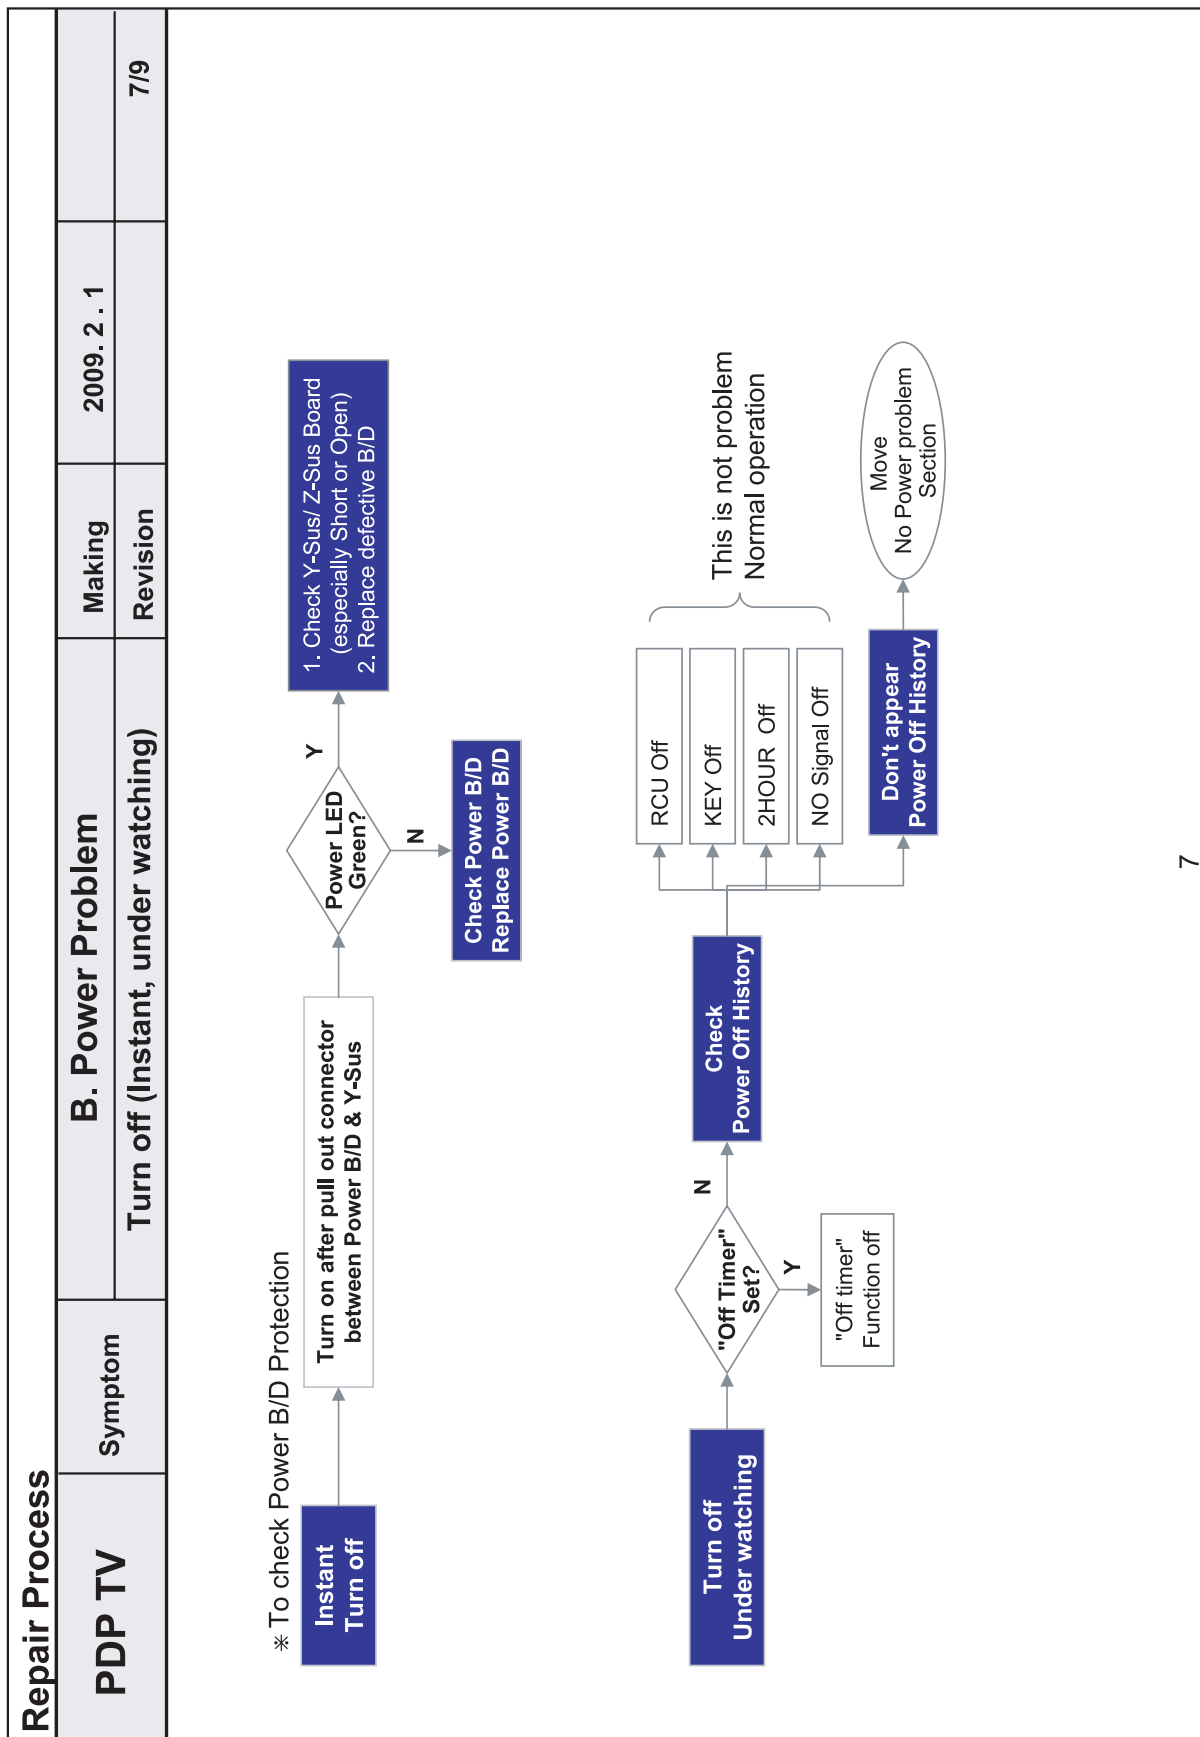 Repair Process
PDP TV
Symptom
B. Power Problem
Making
2009. 2 . 1
Turn off (Instant, under watching)
Revision
7/9
※ To check Power B/D Protection
Instant
Turn off
Turn on after pull out connector
between Power B/D & Y-Sus
Power LED
Green?
Y
1. Check Y-Sus/ Z-Sus Board
(especially Short or Open)
2. Replace defective B/D
N
Check Power B/D
Replace Power B/D
Turn off
Under watching
"Off Timer"
Set?
Y
"Off timer"
Function off
N
Check
Power Off History
RCU Off
KEY Off
2HOUR Off
NO Signal Off
This is not problem
Normal operation
Don't appear
Power Off History
Move
No Power problem
Section
7